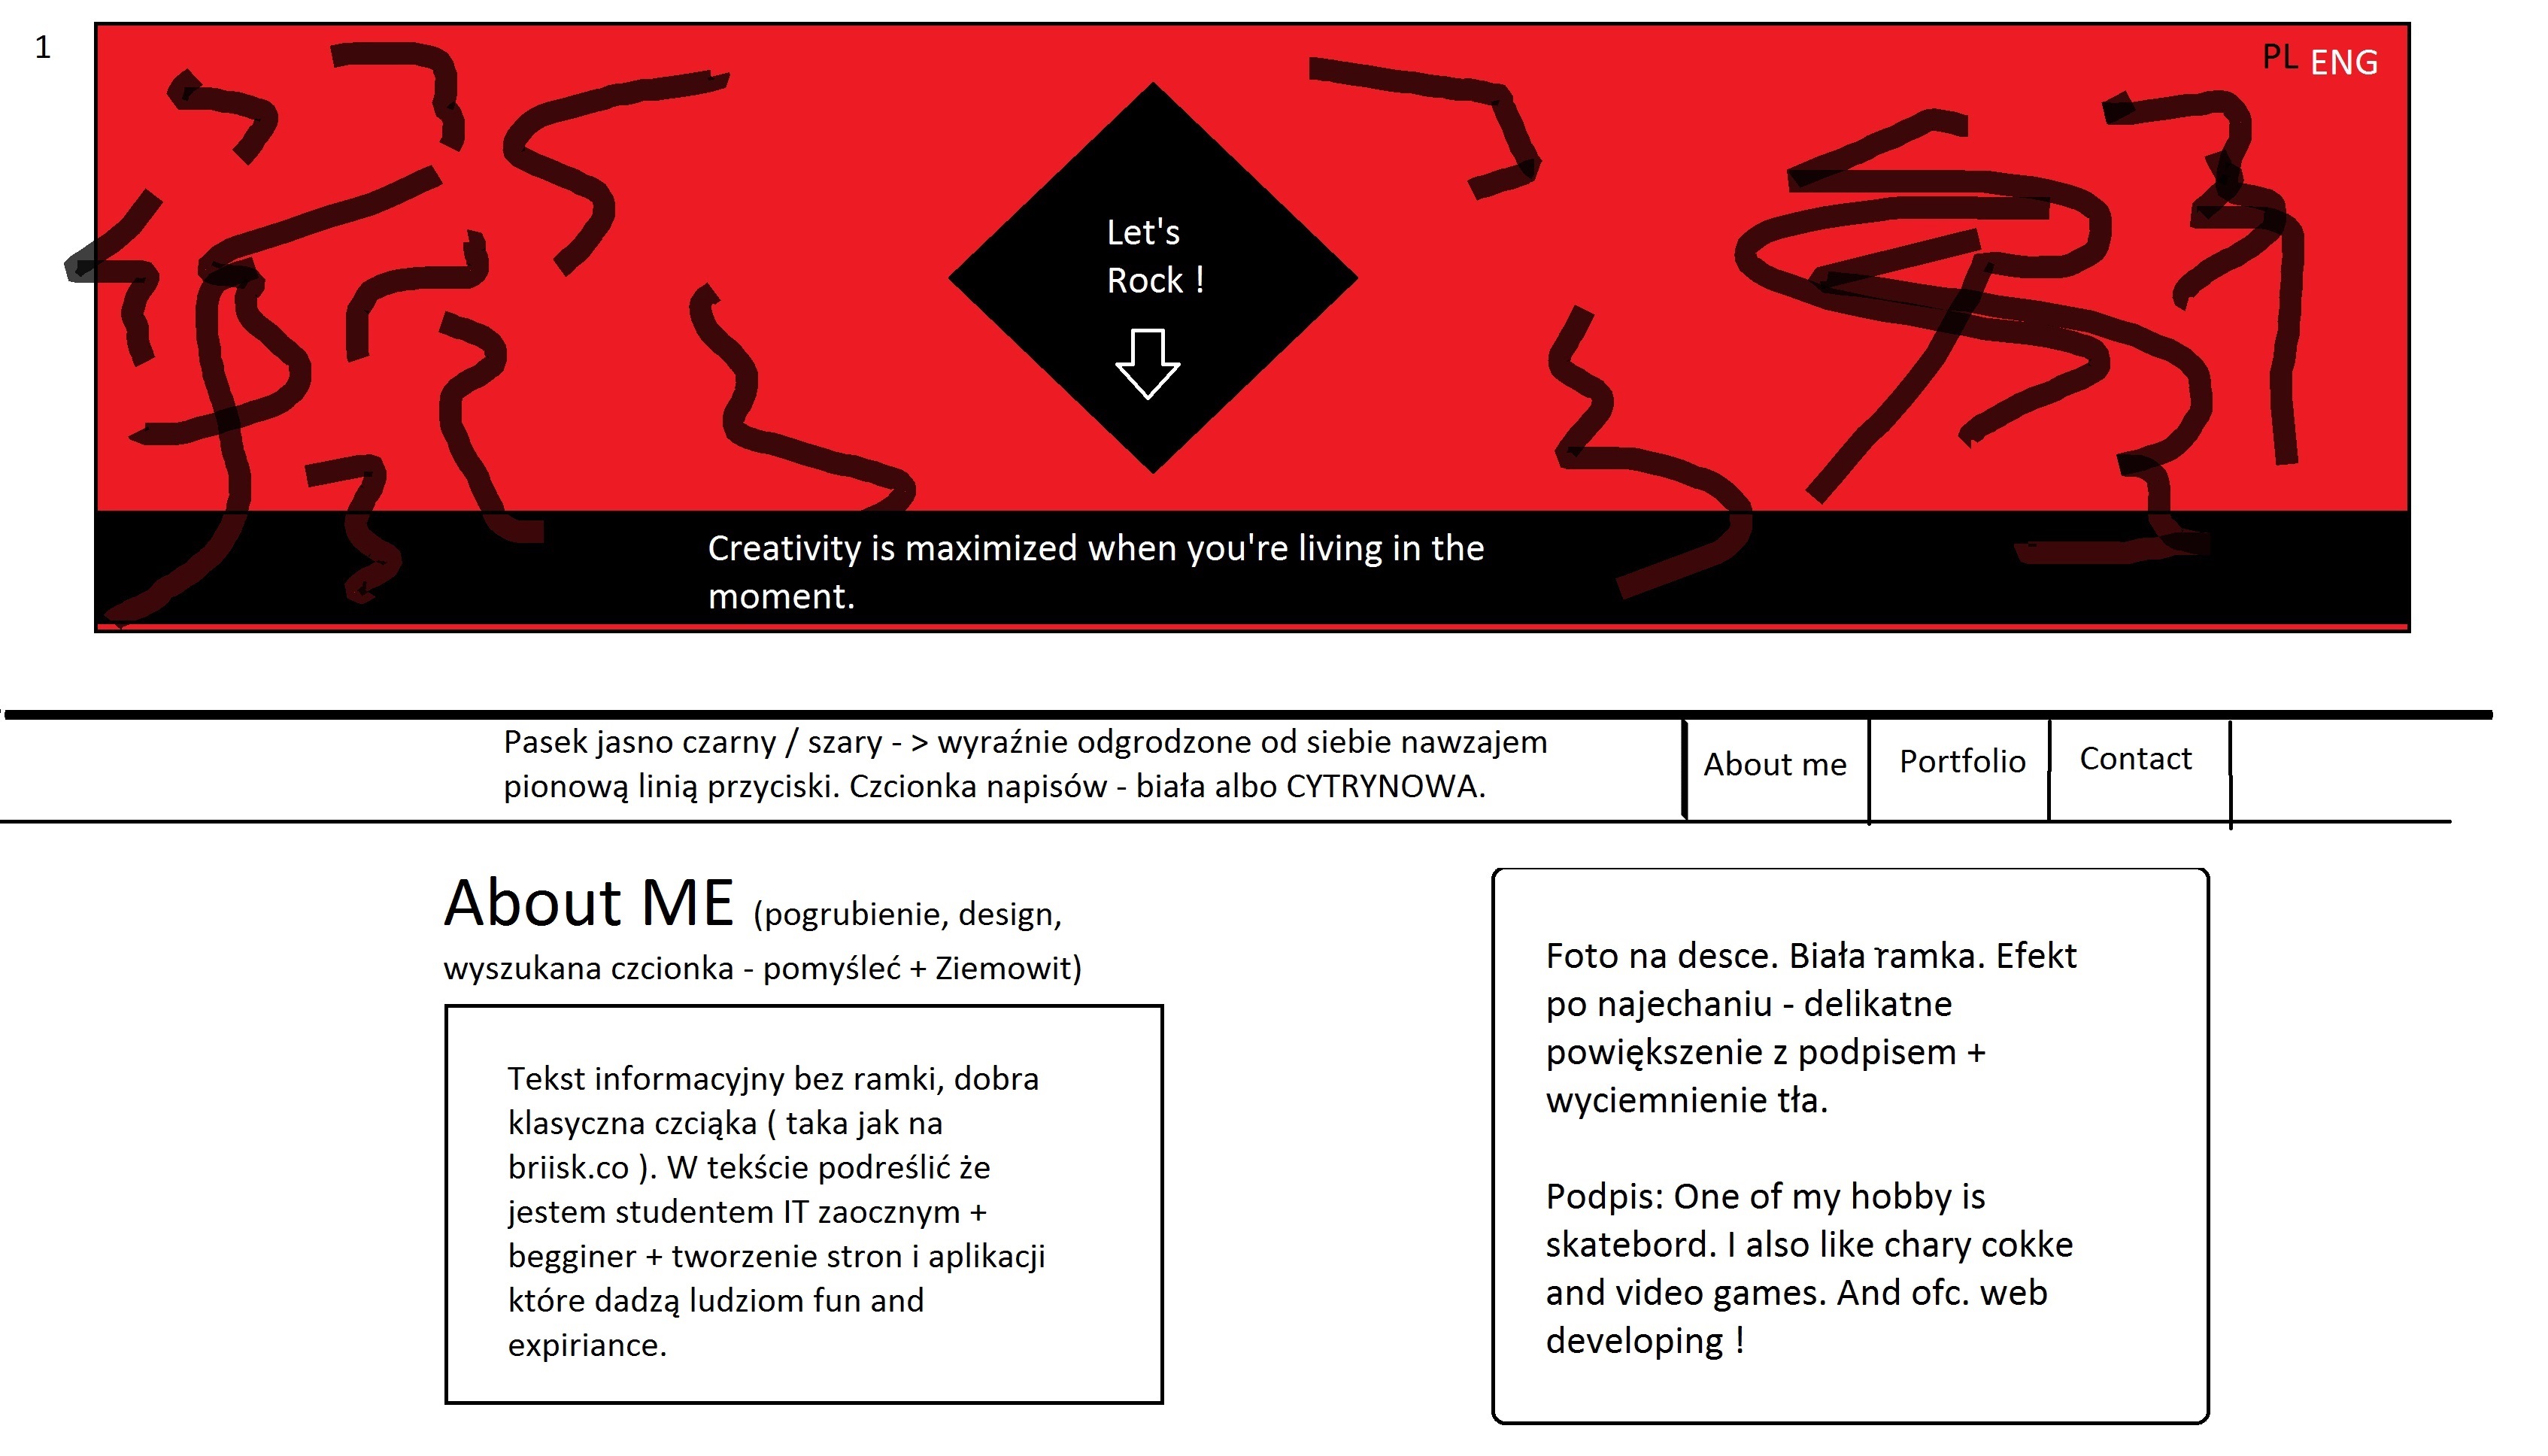 1
PL ENG
Let's
Rock !
Creativity is maximized when you're living in the
moment.
Pasek jasno czarny / szary - > wyraźnie odgrodzone od siebie nawzajem
pionową linią przyciski. Czcionka napisów - biała albo CYTRYNOWA.
About me
Portfolio
Contact
About ME (pogrubienie, design,
wyszukana czcionka - pomyśleć + Ziemowit)
Tekst informacyjny bez ramki, dobra
klasyczna czciąka ( taka jak na
briisk.co ). W tekście podreślić że
jestem studentem IT zaocznym +
begginer + tworzenie stron i aplikacji
które dadzą ludziom fun and
expiriance.
Foto na desce. Biała ramka. Efekt
po najechaniu - delikatne
powiększenie z podpisem +
wyciemnienie tła.
Podpis: One of my hobby is
skatebord. I also like chary cokke
and video games. And ofc. web
developing !